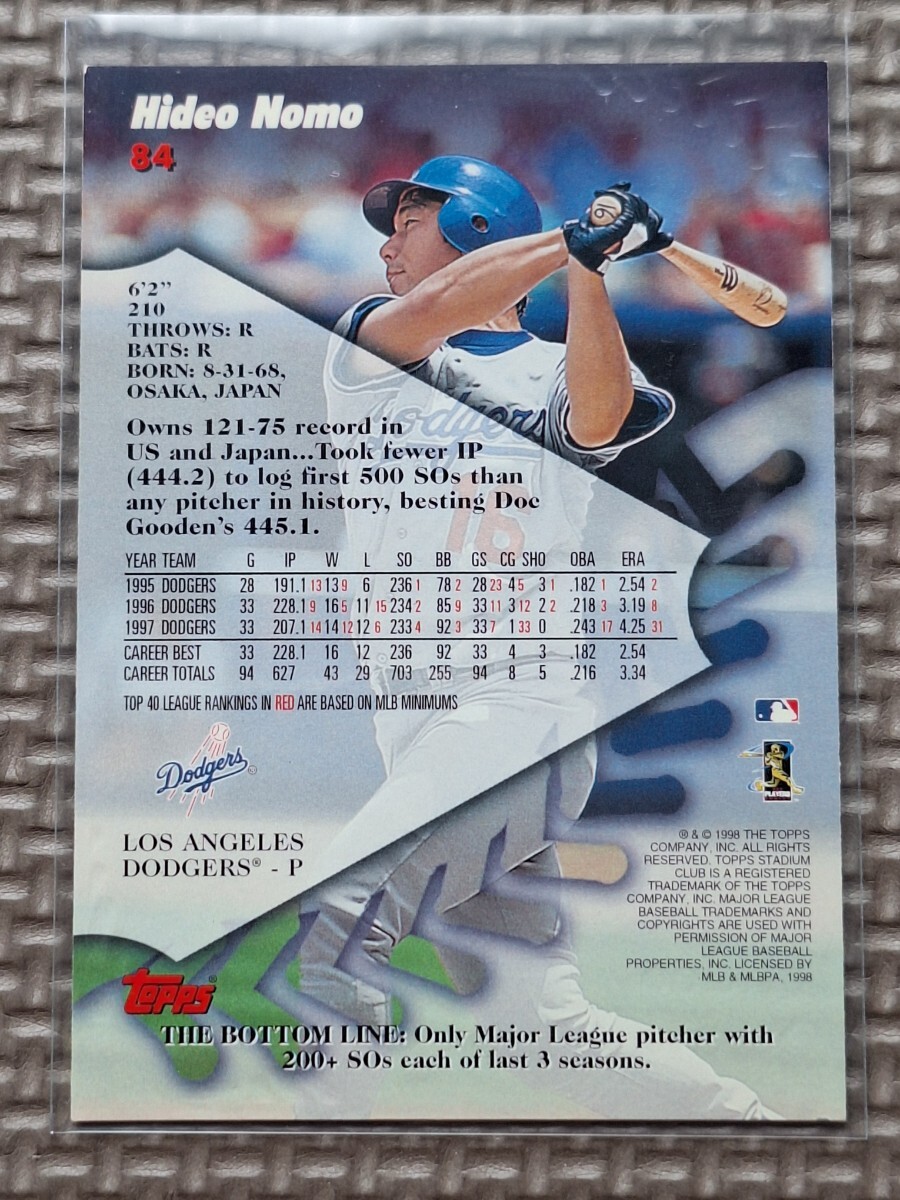 Hideo Nomo
84
6'2"
210
THROWS: R
BATS: R
BORN: 8-31-68,
OSAKA, JAPAN
Owns 121-75 record in
US and Japan...Took fewer IP
(444.2) to log first 500 SOs than
any pitcher in history, besting Doc
Gooden's 445.1.
YEAR TEAM G IP W L SO BB GS CG SHO OBA ERA
1995 DODGERS 28 191.1 13 13 9 6 236 1 78 2 28 23 4 5 3 1 .182 1 2.54 2
1996 DODGERS 33 228.1 9 16 5 11 15 234 2 85 9 33 11 3 12 2 2 .218 3 3.19 8
1997 DODGERS 33 207.1 14 14 12 12 6 233 4 92 3 33 7 1 33 0 .243 17 4.25 31
CAREER BEST 33 228.1 16 12 236 92 33 4 3 .182 2.54
CAREER TOTALS 94 627 43 29 703 255 94 8 5 .216 3.34
TOP 40 LEAGUE RANKINGS IN RED ARE BASED ON MLB MINIMUMS
Dodgers
16
Dodgers
LOS ANGELES
DODGERS® - P
® & © 1998 THE TOPPS
COMPANY, INC. ALL RIGHTS
RESERVED. TOPPS STADIUM
CLUB IS A REGISTERED
TRADEMARK OF THE TOPPS
COMPANY, INC. MAJOR LEAGUE
BASEBALL TRADEMARKS AND
COPYRIGHTS ARE USED WITH
PERMISSION OF MAJOR
LEAGUE BASEBALL
PROPERTIES, INC. LICENSED BY
MLB & MLBPA, 1998
Topps®
THE BOTTOM LINE: Only Major League pitcher with
200+ SOs each of last 3 seasons.